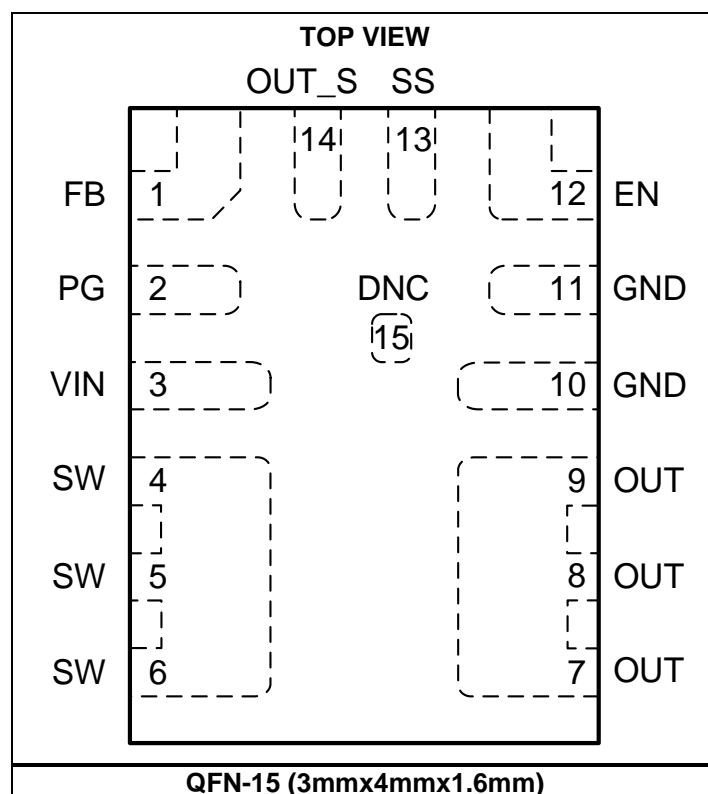 TOP VIEW
OUT_S SS
14 13
FB 1 12 EN
PG 2 DNC 11 GND
15
VIN 3 10 GND
SW 4 9 OUT
SW 5 8 OUT
SW 6 7 OUT
QFN-15 (3mmx4mmx1.6mm)